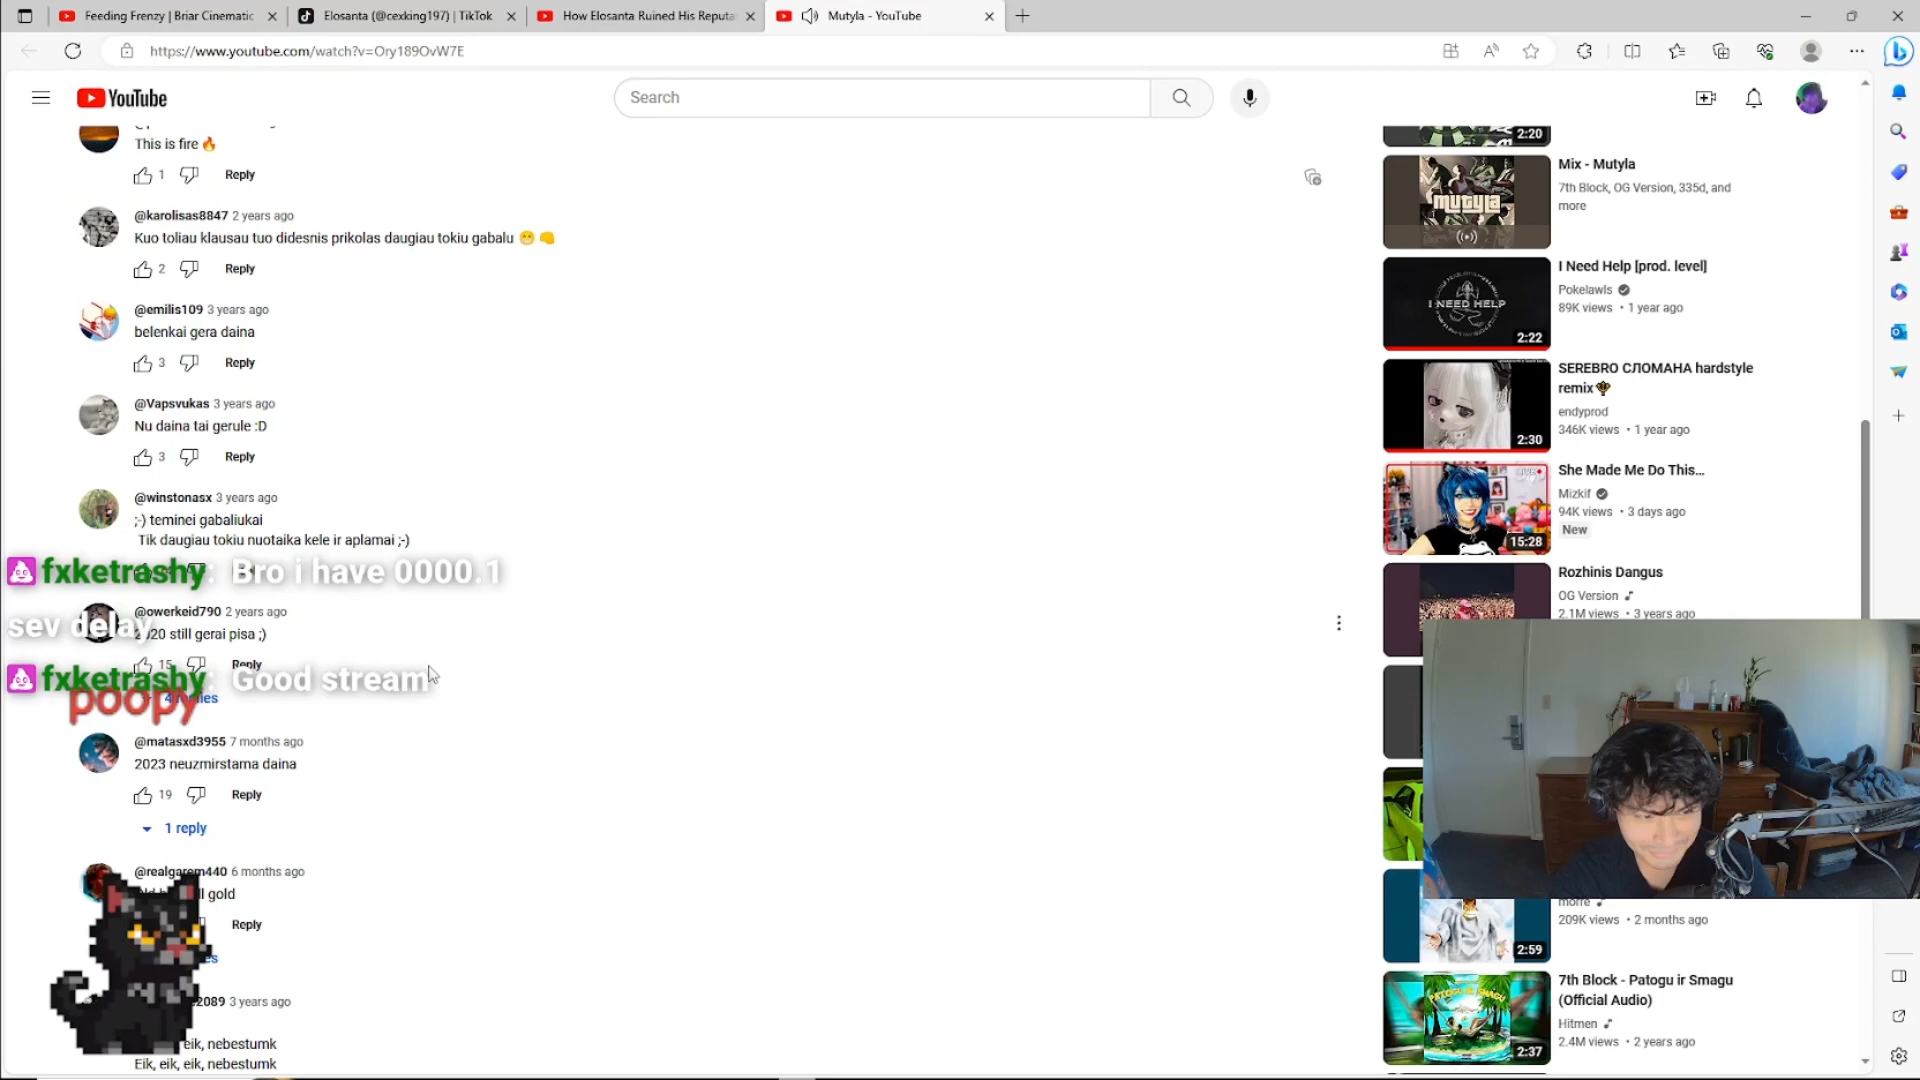 Feeding Frenzy | Briar Cinematic
Elosanta (@cexking197) | TikTok
How Elosanta Ruined His Reputa
Mutyla - YouTube
https://www.youtube.com/watch?v=Ory189OvW7E
YouTube
Search
This is fire 🔥
1
Reply
@karolisas8847 2 years ago
Kuo toliau klausau tuo didesnis prikolas daugiau tokiu gabalu 😁 👊
2
Reply
@emilis109 3 years ago
belenkai gera daina
3
Reply
@Vapsvukas 3 years ago
Nu daina tai gerule :D
3
Reply
@winstonasx 3 years ago
;-) teminei gabaliukai
Tik daugiau tokiu nuotaika kele ir aplamai ;-)
fxketrashy: Bro i have 0000.1
sev delay
@owerkeid790 2 years ago
2020 still gerai pisa ;)
15
Reply
fxketrashy: Good stream
poopy
4 replies
@matasxd3955 7 months ago
2023 neuzmirstama daina
19
Reply
1 reply
@realgarem440 6 months ago
gold
Reply
2089 3 years ago
eik, nebestumk
Eik, eik, eik, nebestumk
2:20
Mix - Mutyla
7th Block, OG Version, 335d, and
more
MUTYLA
I Need Help [prod. level]
Pokelawls
89K views • 1 year ago
I NEED HELP
2:22
SEREBRO СЛОМАНА hardstyle
remix
endyprod
346K views • 1 year ago
2:30
She Made Me Do This...
Mizkif
94K views • 3 days ago
New
15:28
Rozhinis Dangus
OG Version
2.1M views • 3 years ago
morre
209K views • 2 months ago
2:59
7th Block - Patogu ir Smagu
(Official Audio)
Hitmen
2.4M views • 2 years ago
PATOGU IR SMAGU
2:37